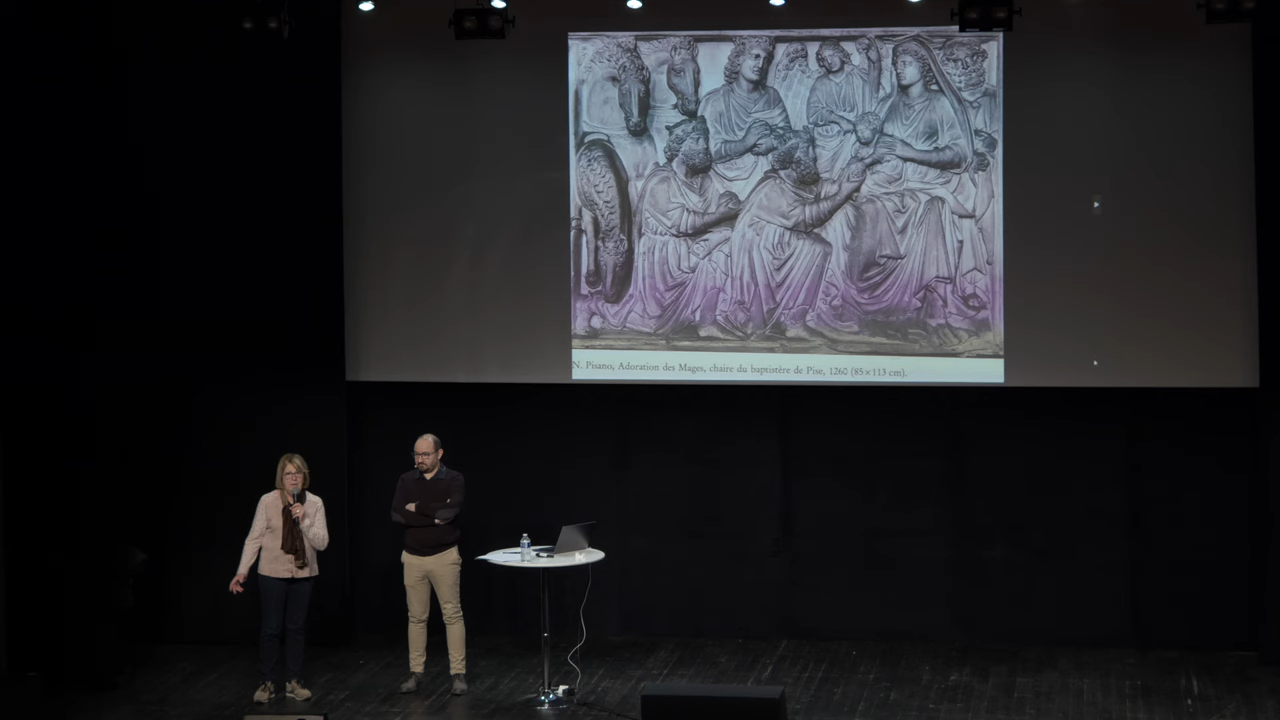 N. Pisano, Adoration des Mages, chaire du baptistère de Pise, 1260 (85×113 cm).